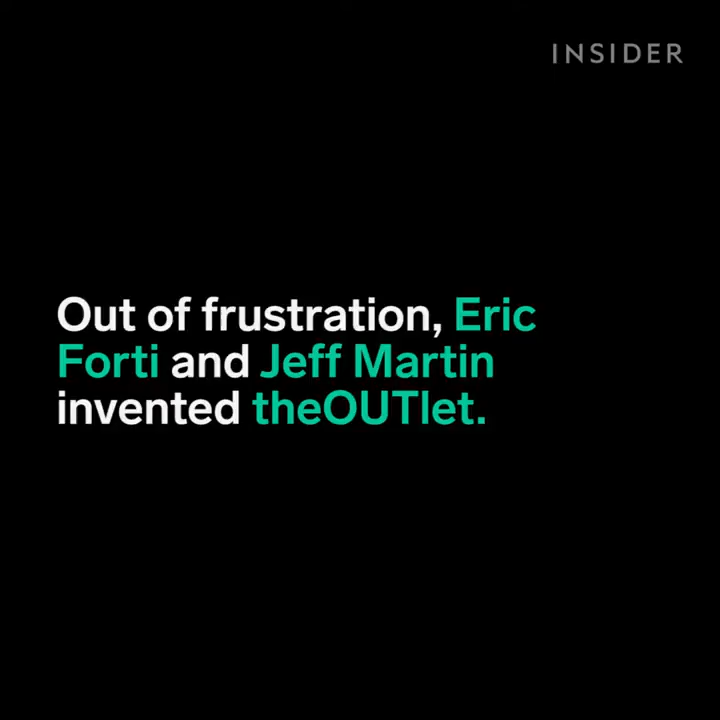 INSIDER
Out of frustration, Eric
Forti and Jeff Martin
invented theOUTlet.